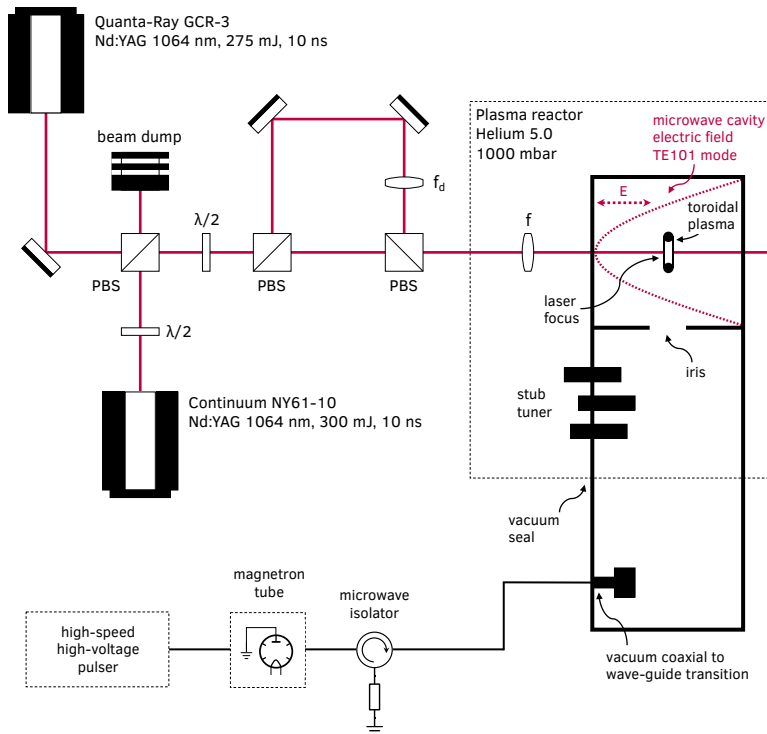 Quanta-Ray GCR-3
Nd:YAG 1064 nm, 275 mJ, 10 ns
beam dump
λ/2
PBS
PBS
PBS
f_d
f
λ/2
Continuum NY61-10
Nd:YAG 1064 nm, 300 mJ, 10 ns
Plasma reactor
Helium 5.0
1000 mbar
microwave cavity
electric field
TE101 mode
E
toroidal
plasma
laser
focus
iris
stub
tuner
vacuum
seal
magnetron
tube
microwave
isolator
high-speed
high-voltage
pulser
vacuum coaxial to
wave-guide transition